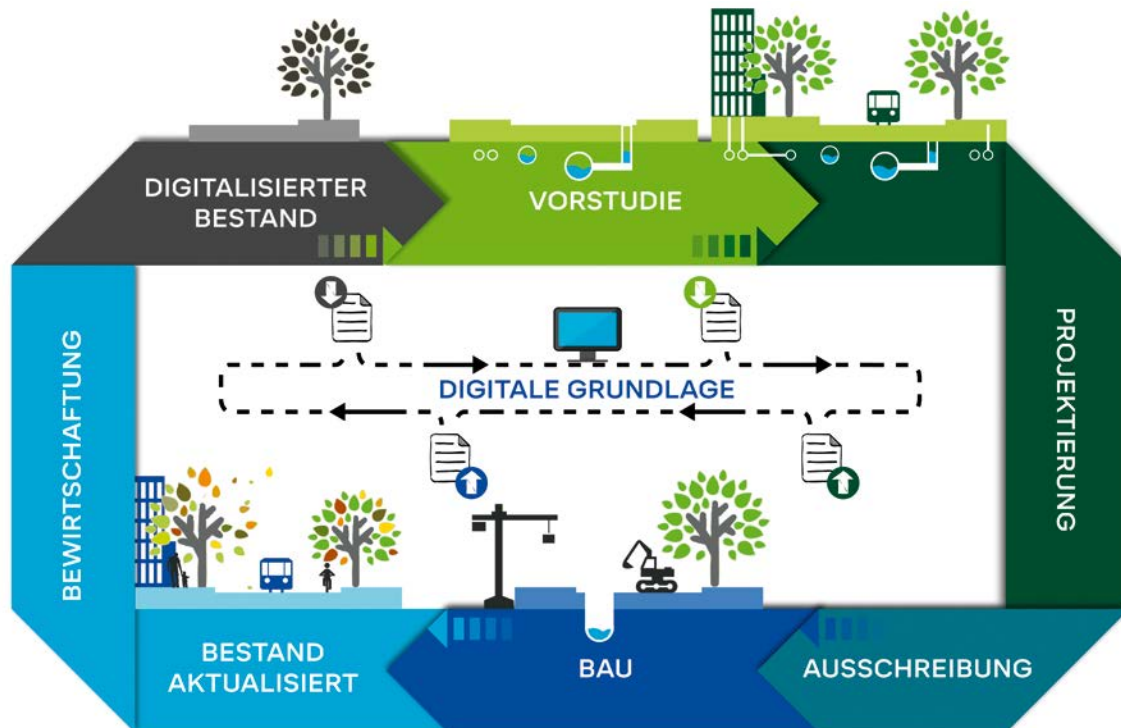 DIGITALISIERTER
BESTAND
VORSTUDIE
PROJEKTIERUNG
AUSSCHREIBUNG
BAU
BESTAND
AKTUALISIERT
BEWIRTSCHAFTUNG
DIGITALE GRUNDLAGE